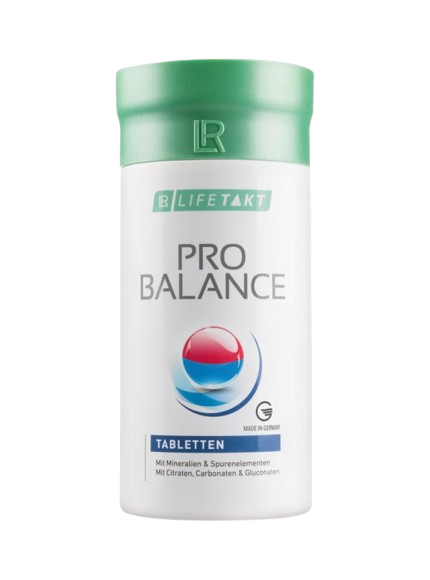 LR
LR LIFETAKT
PRO
BALANCE
MADE IN GERMANY
TABLETTEN
Mit Mineralien & Spurenelementen
Mit Citraten, Carbonaten & Gluconaten